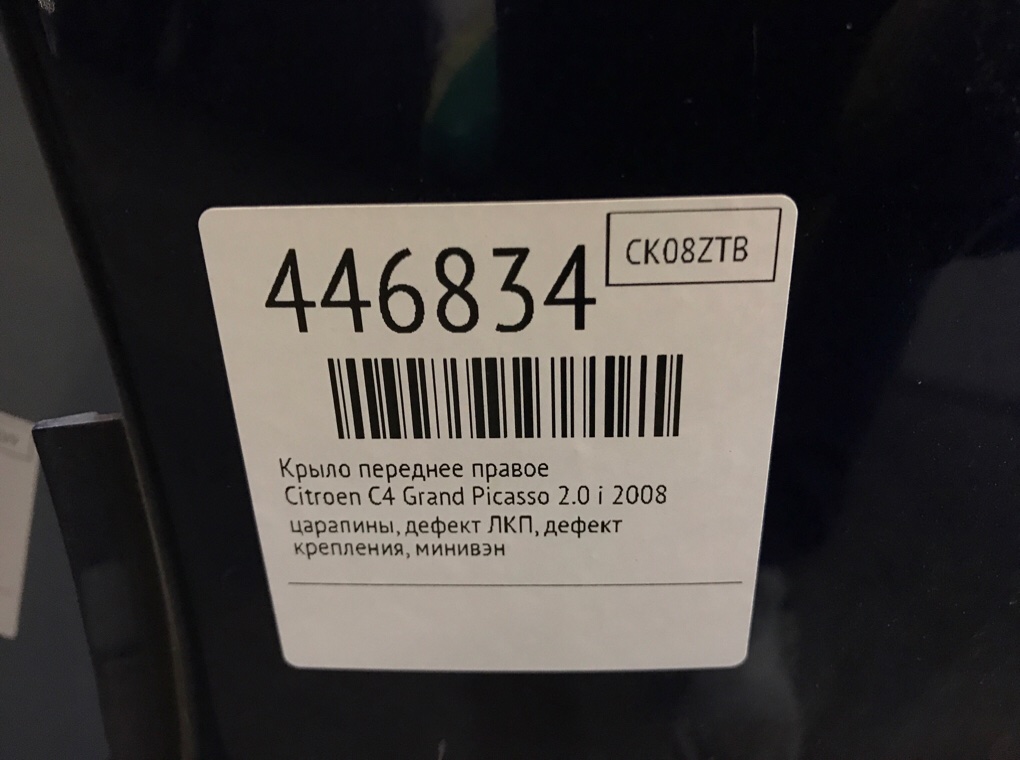 446834
CK08ZTB
Крыло переднее правое
Citroen C4 Grand Picasso 2.0 i 2008
царапины, дефект ЛКП, дефект
крепления, минивэн